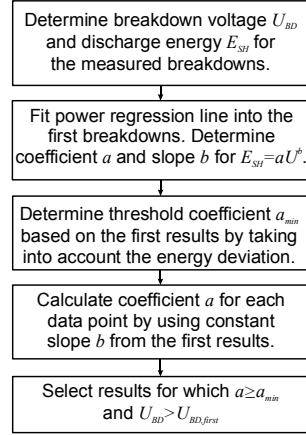 Determine breakdown voltage U_BD
and discharge energy E_SH for
the measured breakdowns.
Fit power regression line into the
first breakdowns. Determine
coefficient a and slope b for E_SH=aU^b.
Determine threshold coefficient a_min
based on the first results by taking
into account the energy deviation.
Calculate coefficient a for each
data point by using constant
slope b from the first results.
Select results for which a≥a_min
and U_BD>U_BD,first